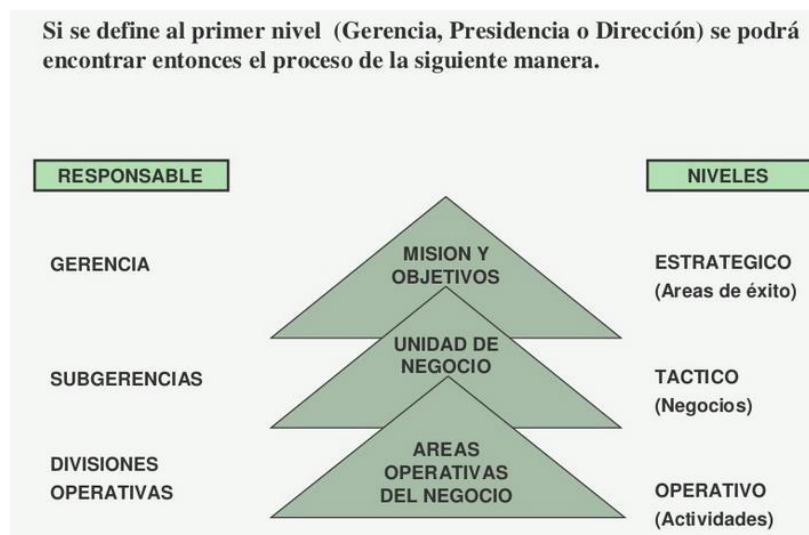 Si se define al primer nivel (Gerencia, Presidencia o Dirección) se podrá
encontrar entonces el proceso de la siguiente manera.
RESPONSABLE
NIVELES
GERENCIA
MISION Y
OBJETIVOS
ESTRATEGICO
(Areas de éxito)
SUBGERENCIAS
UNIDAD DE
NEGOCIO
TACTICO
(Negocios)
DIVISIONES
OPERATIVAS
AREAS
OPERATIVAS
DEL NEGOCIO
OPERATIVO
(Actividades)